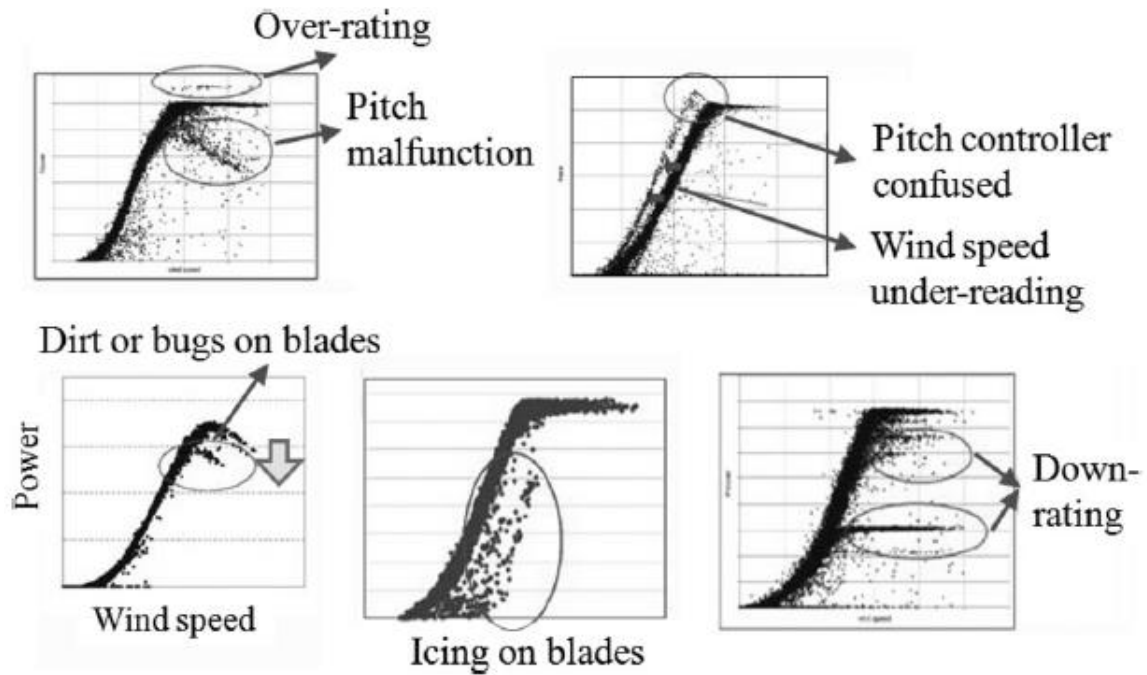 Over-rating
Pitch
malfunction
Pitch controller
confused
Wind speed
under-reading
Dirt or bugs on blades
Power
Wind speed
Icing on blades
Down-
rating